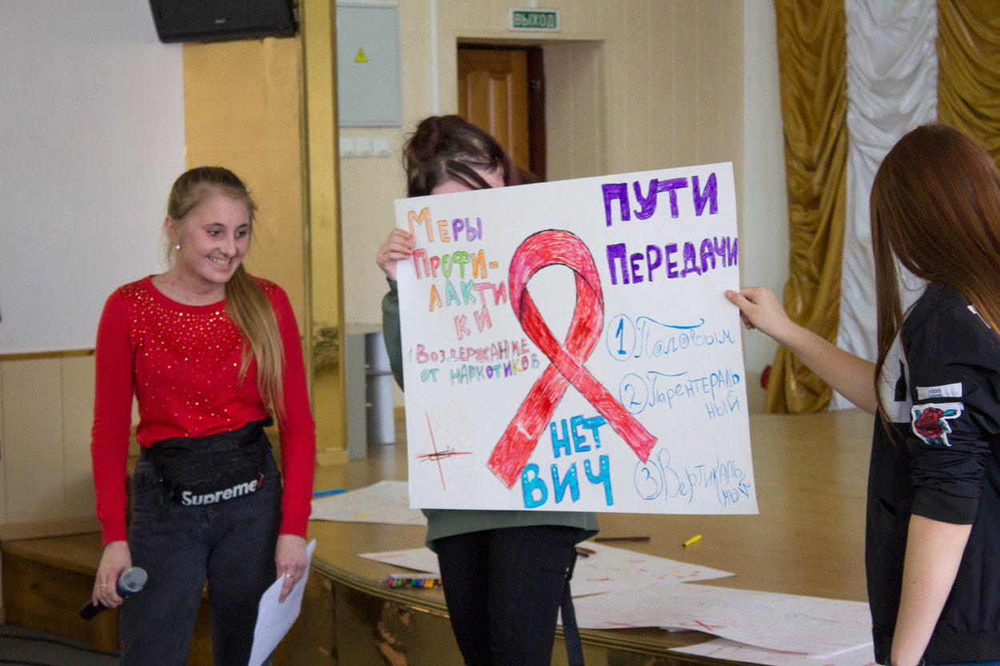 ВЫХОД
Меры
Профи-
лакти
ки
1. Воздержание
от наркотиков
Пути
Передачи
1 Половым
2 Парентераль
ный
3 Вертикаль
ный
НЕТ
ВИЧ
Supreme